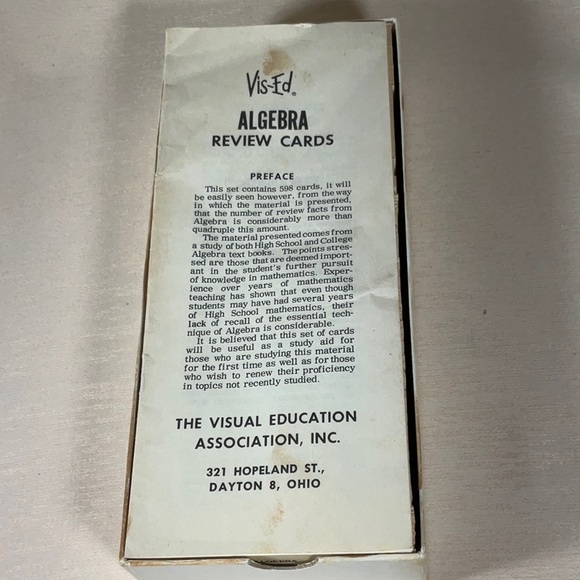 Vis-Ed®
ALGEBRA
REVIEW CARDS
PREFACE
This set contains 598 cards, it will
be easily seen however, from the way
in which the material is presented,
that the number of review facts from
Algebra is considerably more than
quadruple this amount.
The material presented comes from
a study of both High School and College
Algebra text books. The points stres-
sed are those that are deemed import-
ant in the student's further pursuit
of knowledge in mathematics. Exper-
ience over years of mathematics
teaching has shown that even though
students may have had several years
of High School mathematics, their
lack of recall of the essential tech-
nique of Algebra is considerable.
It is believed that this set of cards
will be useful as a study aid for
those who are studying this material
for the first time as well as for those
who wish to renew their proficiency
in topics not recently studied.
THE VISUAL EDUCATION
ASSOCIATION, INC.
321 HOPELAND ST.,
DAYTON 8, OHIO